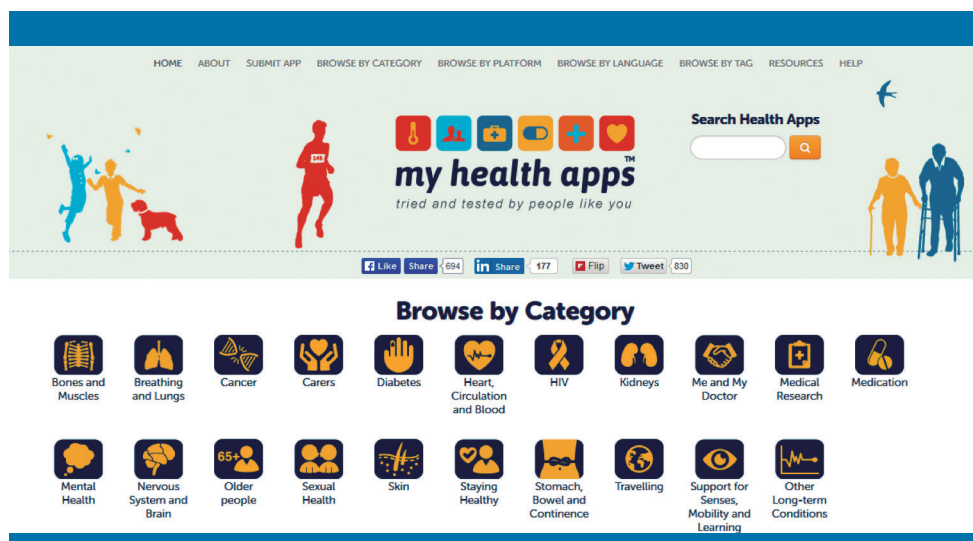 HOME ABOUT SUBMIT APP BROWSE BY CATEGORY BROWSE BY PLATFORM BROWSE BY LANGUAGE BROWSE BY TAG RESOURCES HELP
148
my health apps™
tried and tested by people like you
Search Health Apps
Like Share 694 in Share 177 Flip Tweet 830
Browse by Category
Bones and
Muscles
Breathing
and Lungs
Cancer
Carers
Diabetes
Heart,
Circulation
and Blood
HIV
Kidneys
Me and My
Doctor
Medical
Research
Medication
Mental
Health
Nervous
System and
Brain
65+
Older
people
Sexual
Health
Skin
Staying
Healthy
Stomach,
Bowel and
Continence
Travelling
Support for
Senses,
Mobility and
Learning
Other
Long-term
Conditions